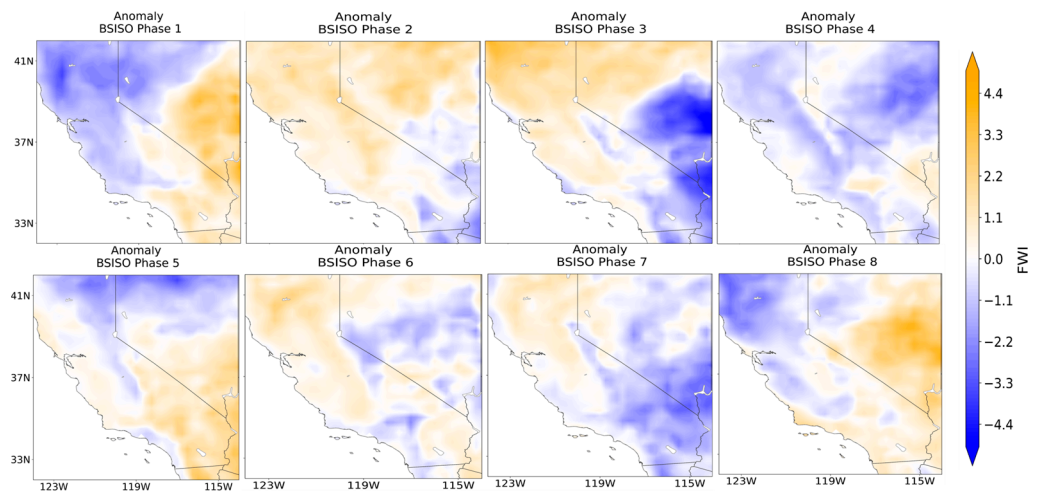 Anomaly
BSISO Phase 1
Anomaly
BSISO Phase 2
Anomaly
BSISO Phase 3
Anomaly
BSISO Phase 4
41N
37N
33N
4.4
3.3
2.2
1.1
0.0
−1.1
−2.2
−3.3
−4.4
FWI
Anomaly
BSISO Phase 5
Anomaly
BSISO Phase 6
Anomaly
BSISO Phase 7
Anomaly
BSISO Phase 8
41N
37N
33N
123W 119W 115W
123W 119W 115W
123W 119W 115W
123W 119W 115W